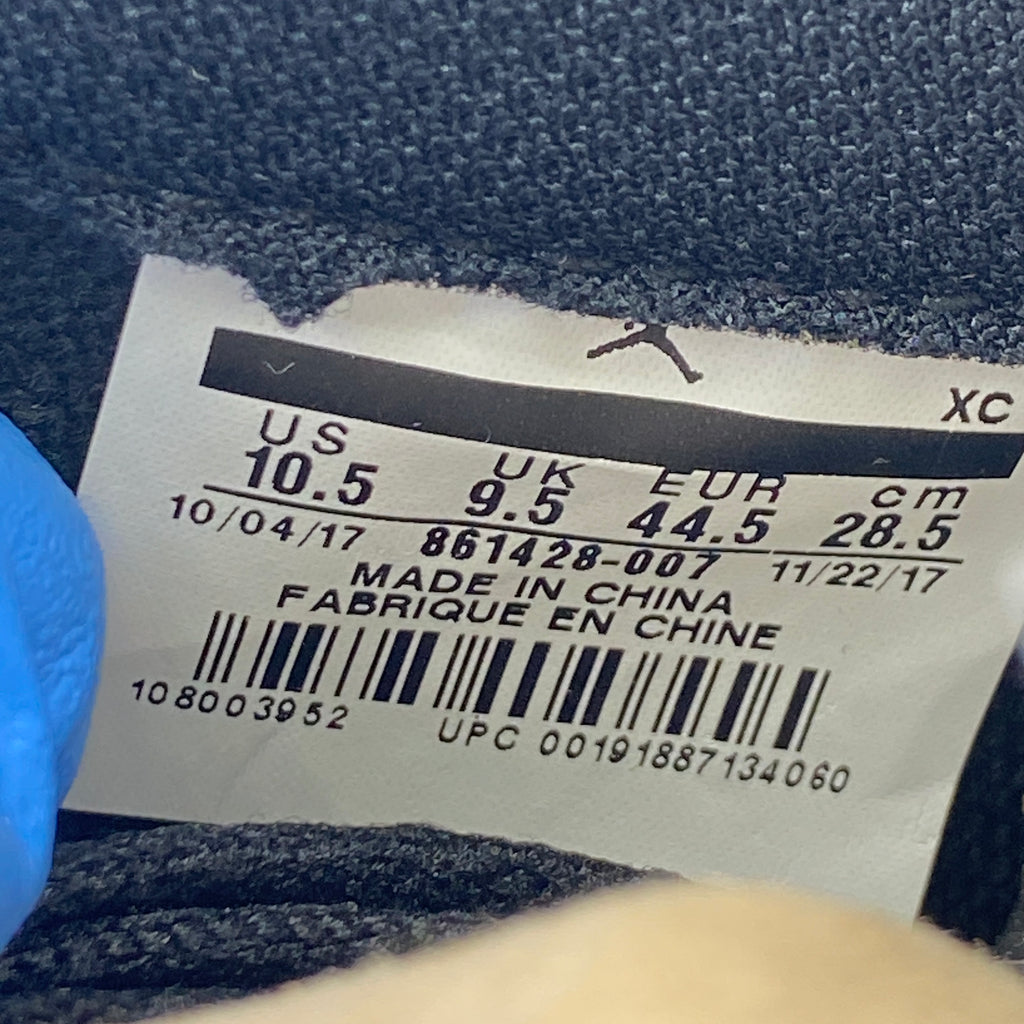 XC
US UK EUR cm
10.5 9.5 44.5 28.5
10/04/17 861428-007 11/22/17
MADE IN CHINA
FABRIQUE EN CHINE
108003952 UPC 00191887134060